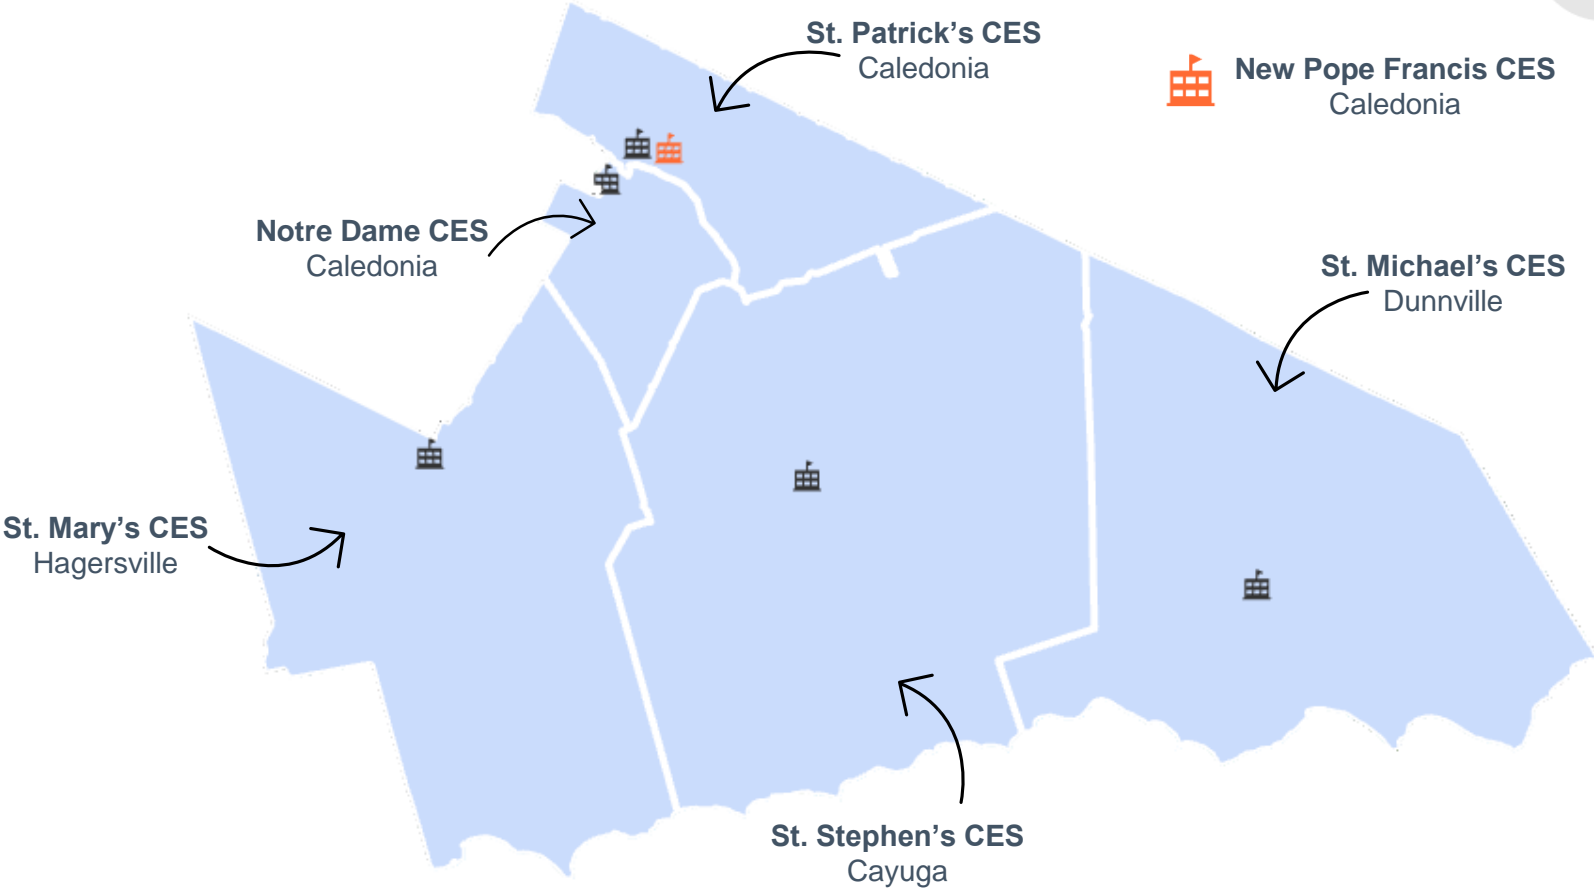 St. Patrick’s CES
Caledonia
New Pope Francis CES
Caledonia
Notre Dame CES
Caledonia
St. Michael’s CES
Dunnville
St. Mary’s CES
Hagersville
St. Stephen’s CES
Cayuga